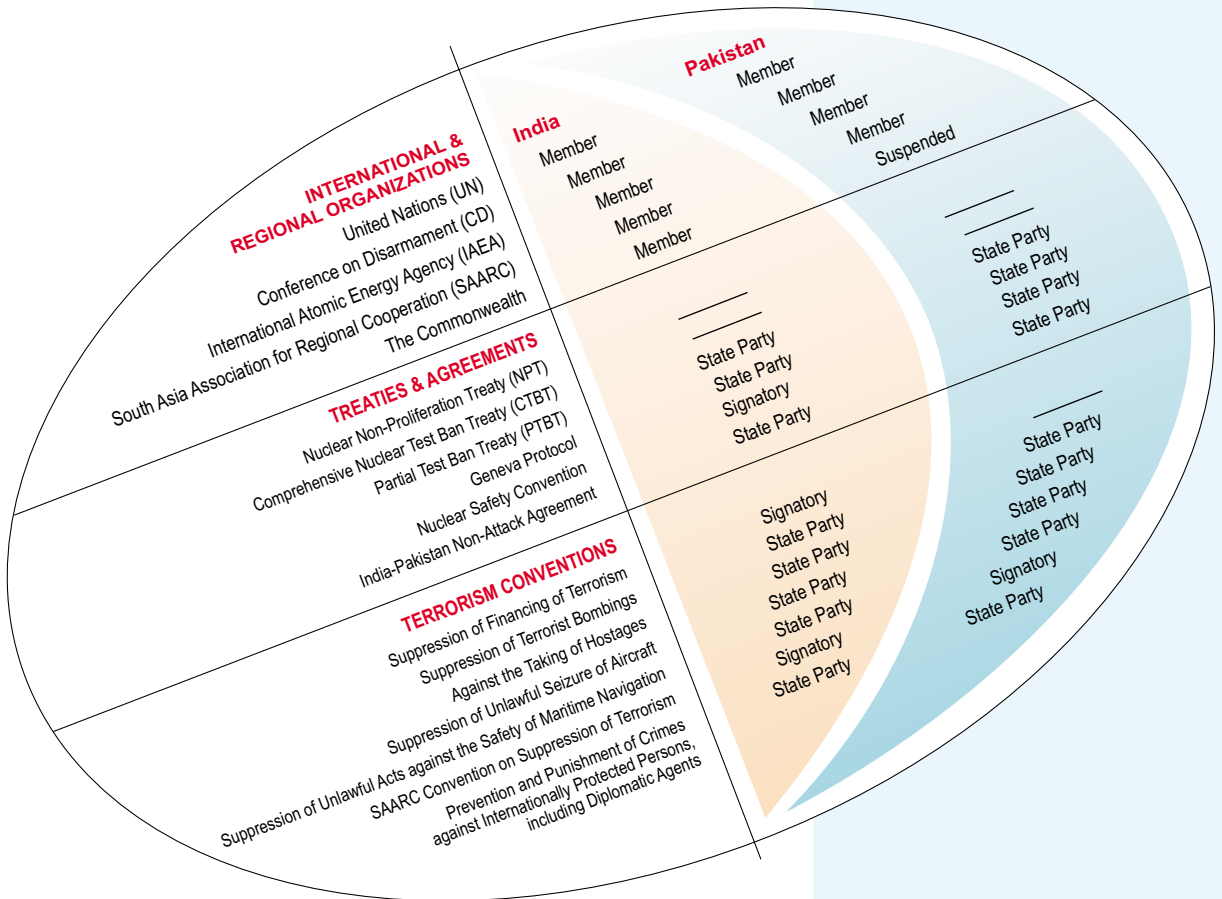 INTERNATIONAL &
REGIONAL ORGANIZATIONS
United Nations (UN)
Conference on Disarmament (CD)
International Atomic Energy Agency (IAEA)
South Asia Association for Regional Cooperation (SAARC)
The Commonwealth
TREATIES & AGREEMENTS
Nuclear Non-Proliferation Treaty (NPT)
Comprehensive Nuclear Test Ban Treaty (CTBT)
Partial Test Ban Treaty (PTBT)
Geneva Protocol
Nuclear Safety Convention
India-Pakistan Non-Attack Agreement
TERRORISM CONVENTIONS
Suppression of Financing of Terrorism
Suppression of Terrorist Bombings
Against the Taking of Hostages
Suppression of Unlawful Seizure of Aircraft
Suppression of Unlawful Acts against the Safety of Maritime Navigation
SAARC Convention on Suppression of Terrorism
Prevention and Punishment of Crimes
against Internationally Protected Persons,
including Diplomatic Agents
India
Member
Member
Member
Member
Member
State Party
State Party
Signatory
State Party
Signatory
State Party
State Party
State Party
State Party
Signatory
State Party
Pakistan
Member
Member
Member
Member
Suspended
State Party
State Party
State Party
State Party
State Party
State Party
State Party
State Party
Signatory
State Party